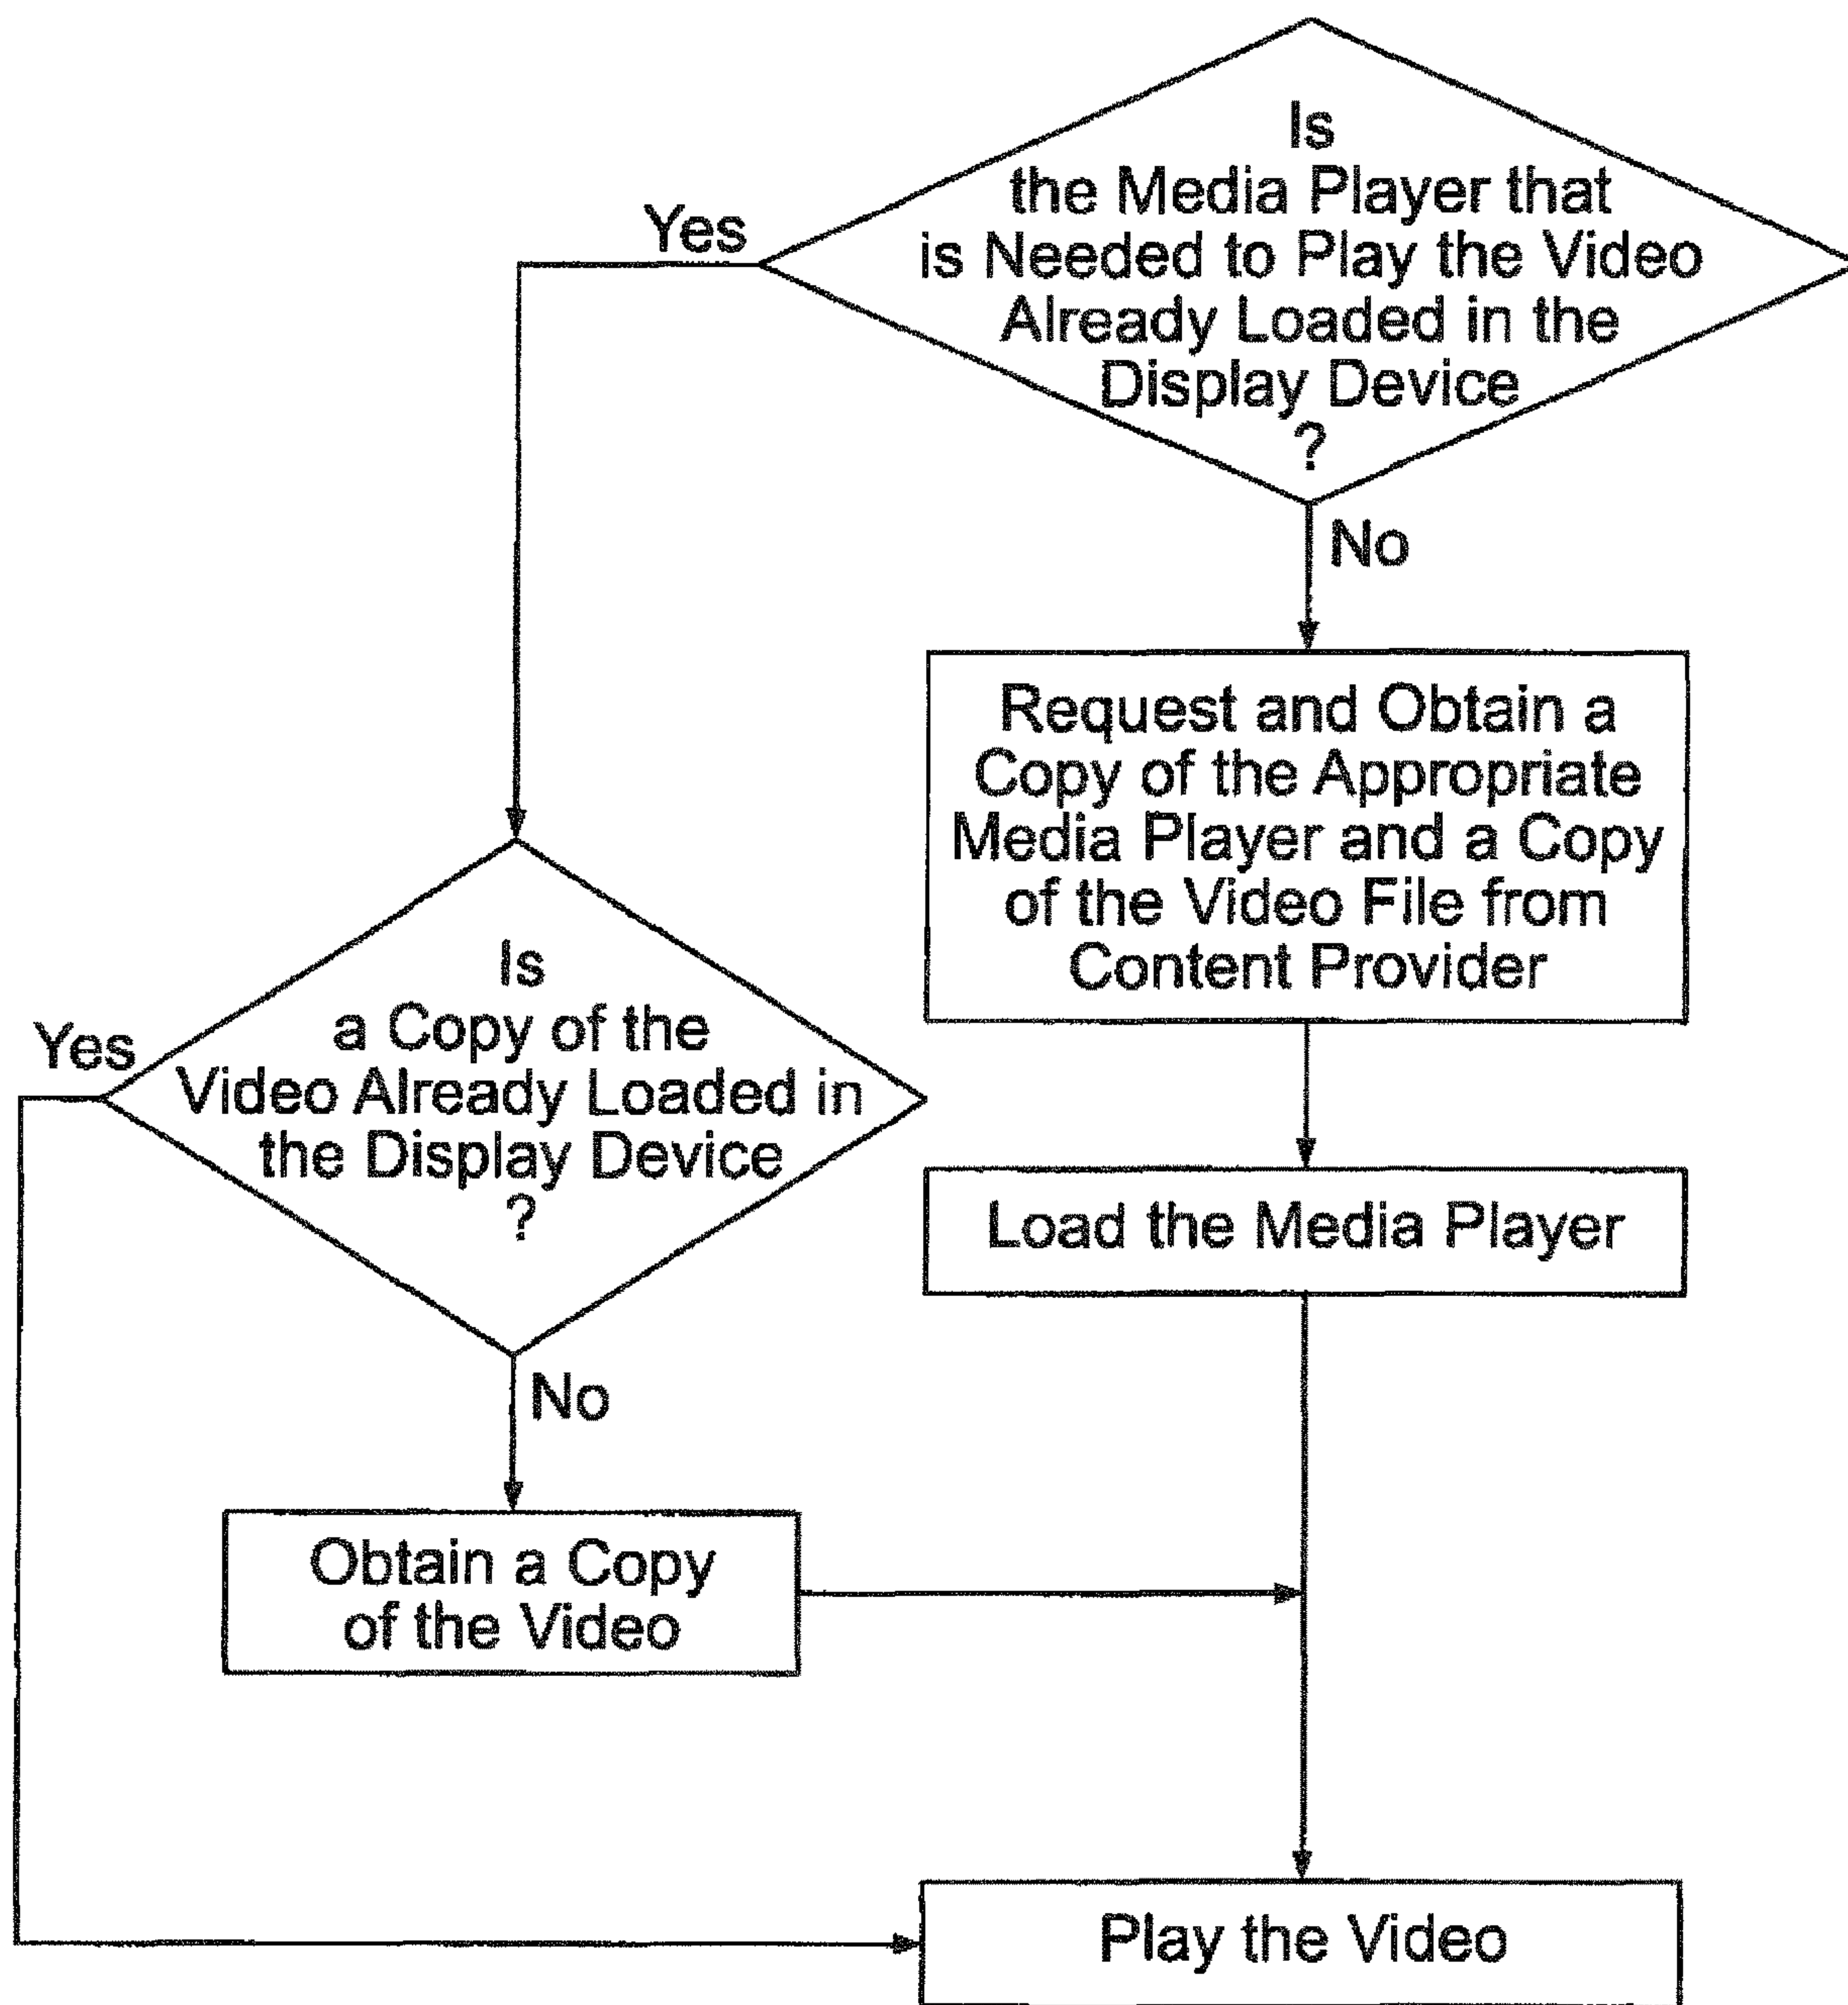 Is
the Media Player that
is Needed to Play the Video
Already Loaded in the
Display Device
?
Yes
No
Request and Obtain a
Copy of the Appropriate
Media Player and a Copy
of the Video File from
Content Provider
Is
a Copy of the
Video Already Loaded in
the Display Device
?
Yes
Load the Media Player
No
Obtain a Copy
of the Video
Play the Video